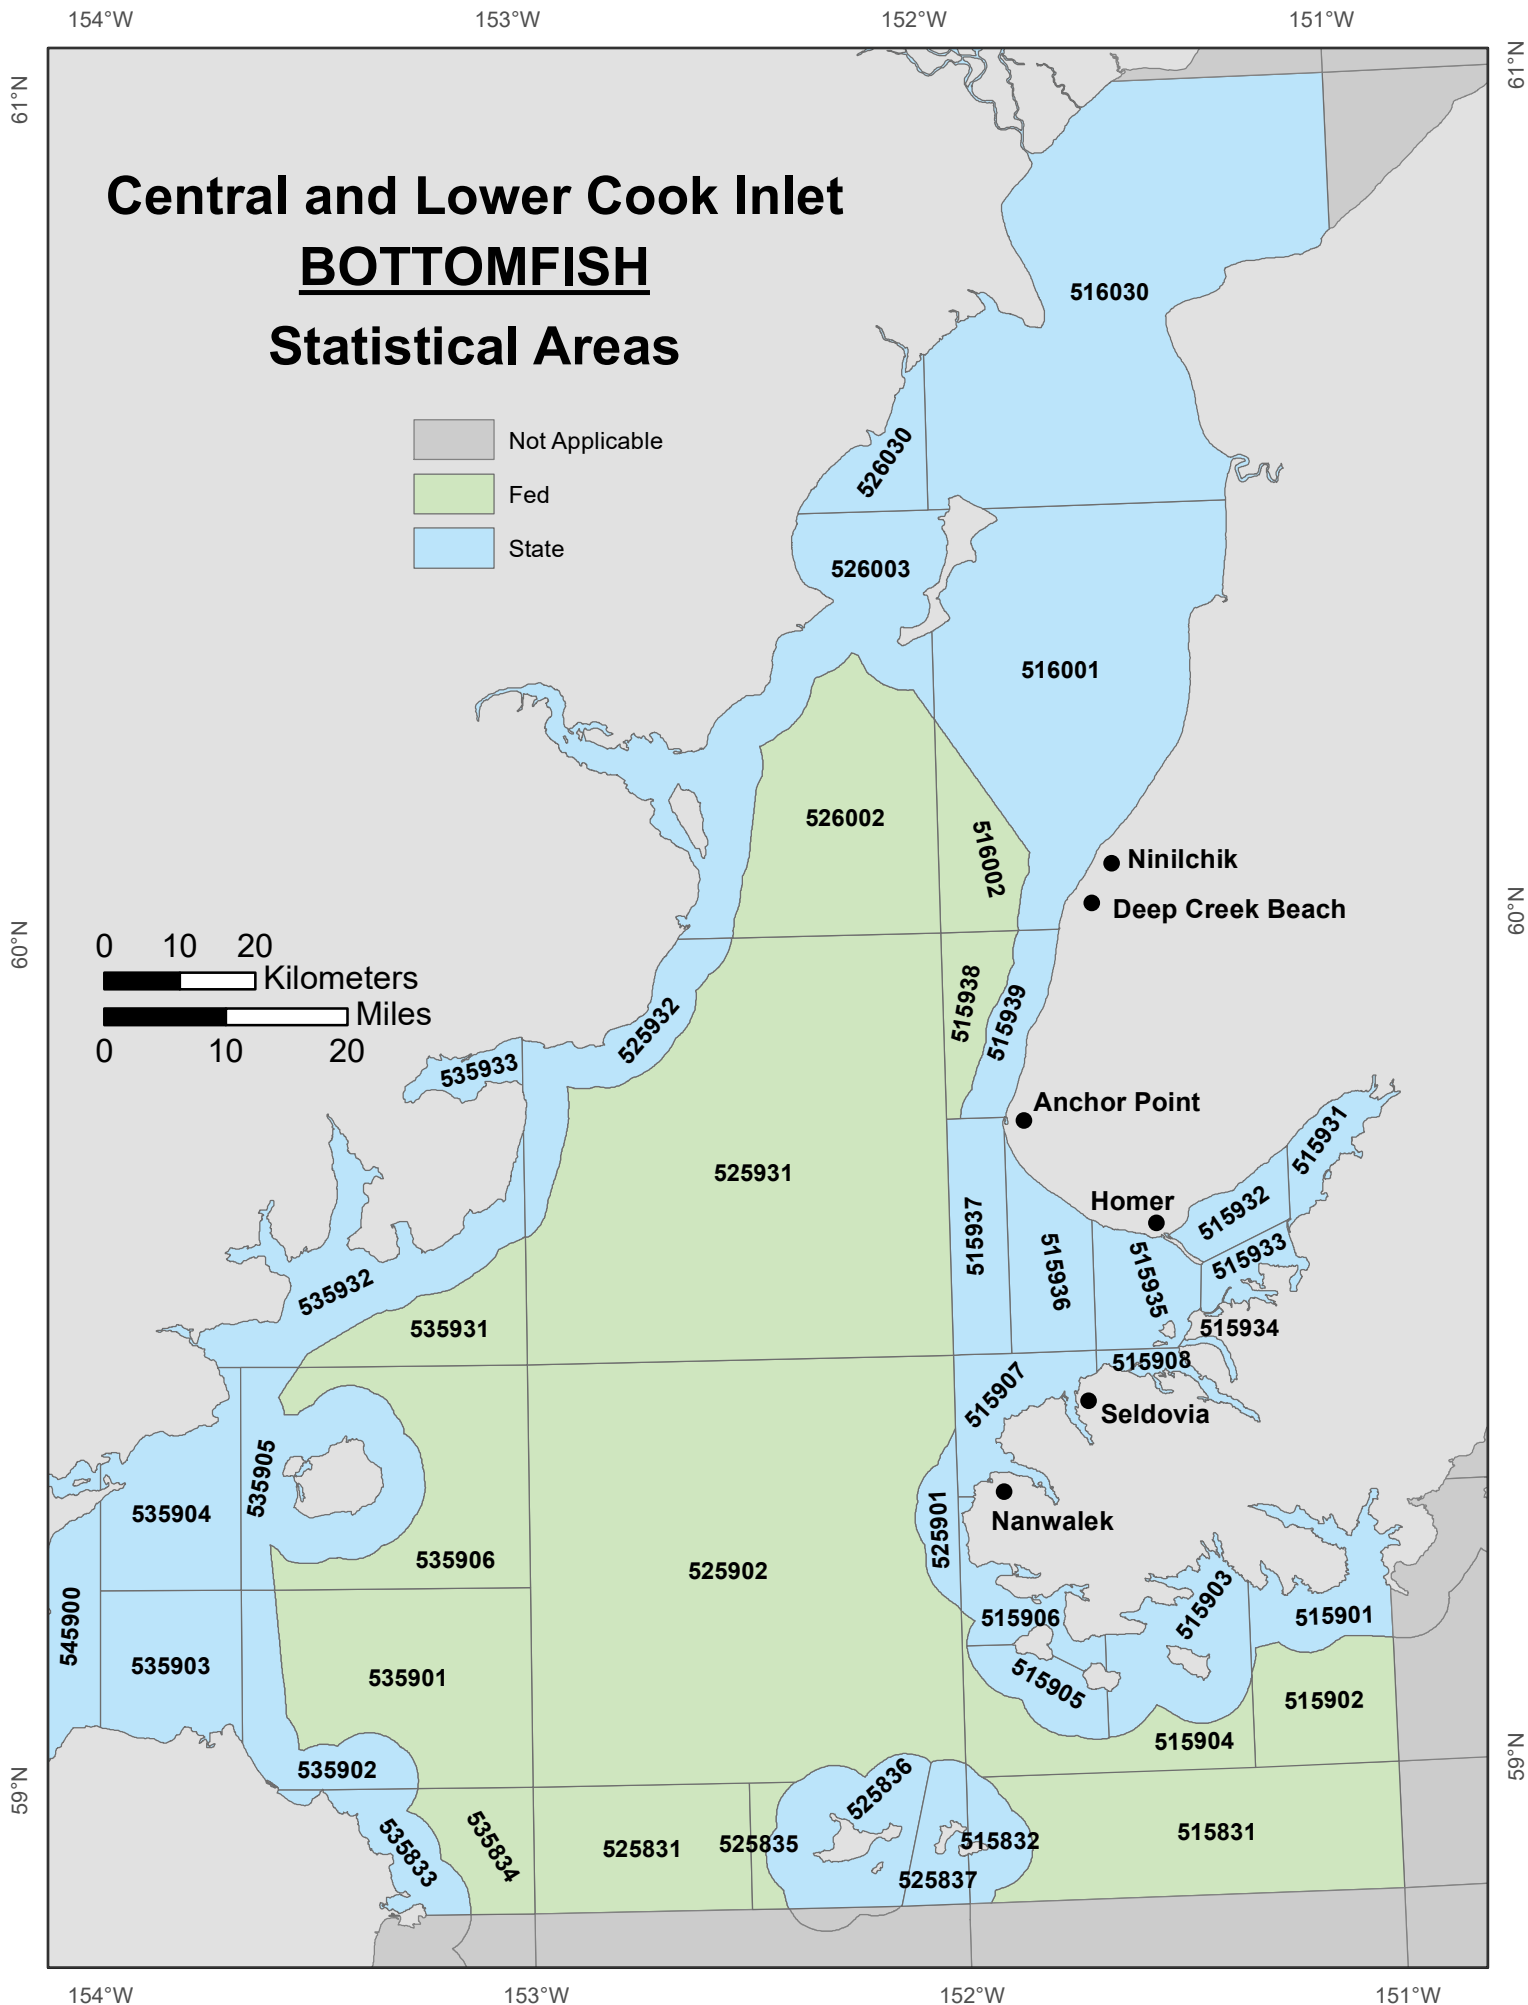 154°W 153°W 152°W 151°W
61°N 61°N
Central and Lower Cook Inlet
BOTTOMFISH
Statistical Areas
516030
Not Applicable
Fed
State
526030
526003
516001
526002
516002
Ninilchik
Deep Creek Beach
60°N 60°N
0 10 20
Kilometers
Miles
0 10 20
515938
515939
525932
535933
Anchor Point
515931
525931
Homer
515932
515937
515936
515935
515933
535932
535931
515934
515908
515907
Seldovia
535905
535904
Nanwalek
525901
535906
525902
545900
515906
515903
515901
535903
535901
515905
515902
515904
59°N 59°N
535902
525836
535833
535834
525831
525835
515832
515831
525837
154°W 153°W 152°W 151°W